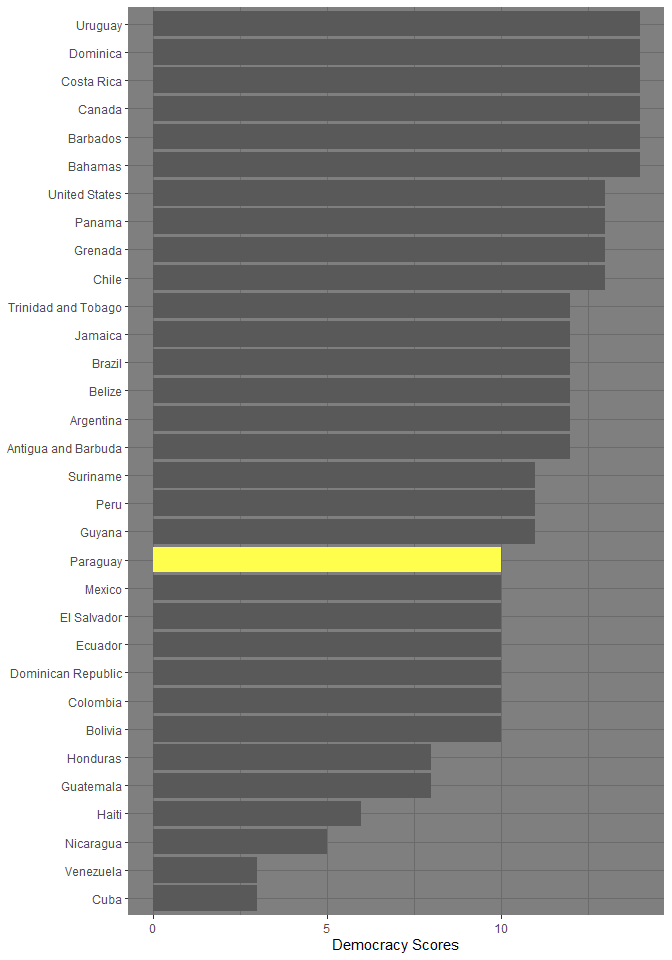 Uruguay
Dominica
Costa Rica
Canada
Barbados
Bahamas
United States
Panama
Grenada
Chile
Trinidad and Tobago
Jamaica
Brazil
Belize
Argentina
Antigua and Barbuda
Suriname
Peru
Guyana
Paraguay
Mexico
El Salvador
Ecuador
Dominican Republic
Colombia
Bolivia
Honduras
Guatemala
Haiti
Nicaragua
Venezuela
Cuba
0 5 10
Democracy Scores